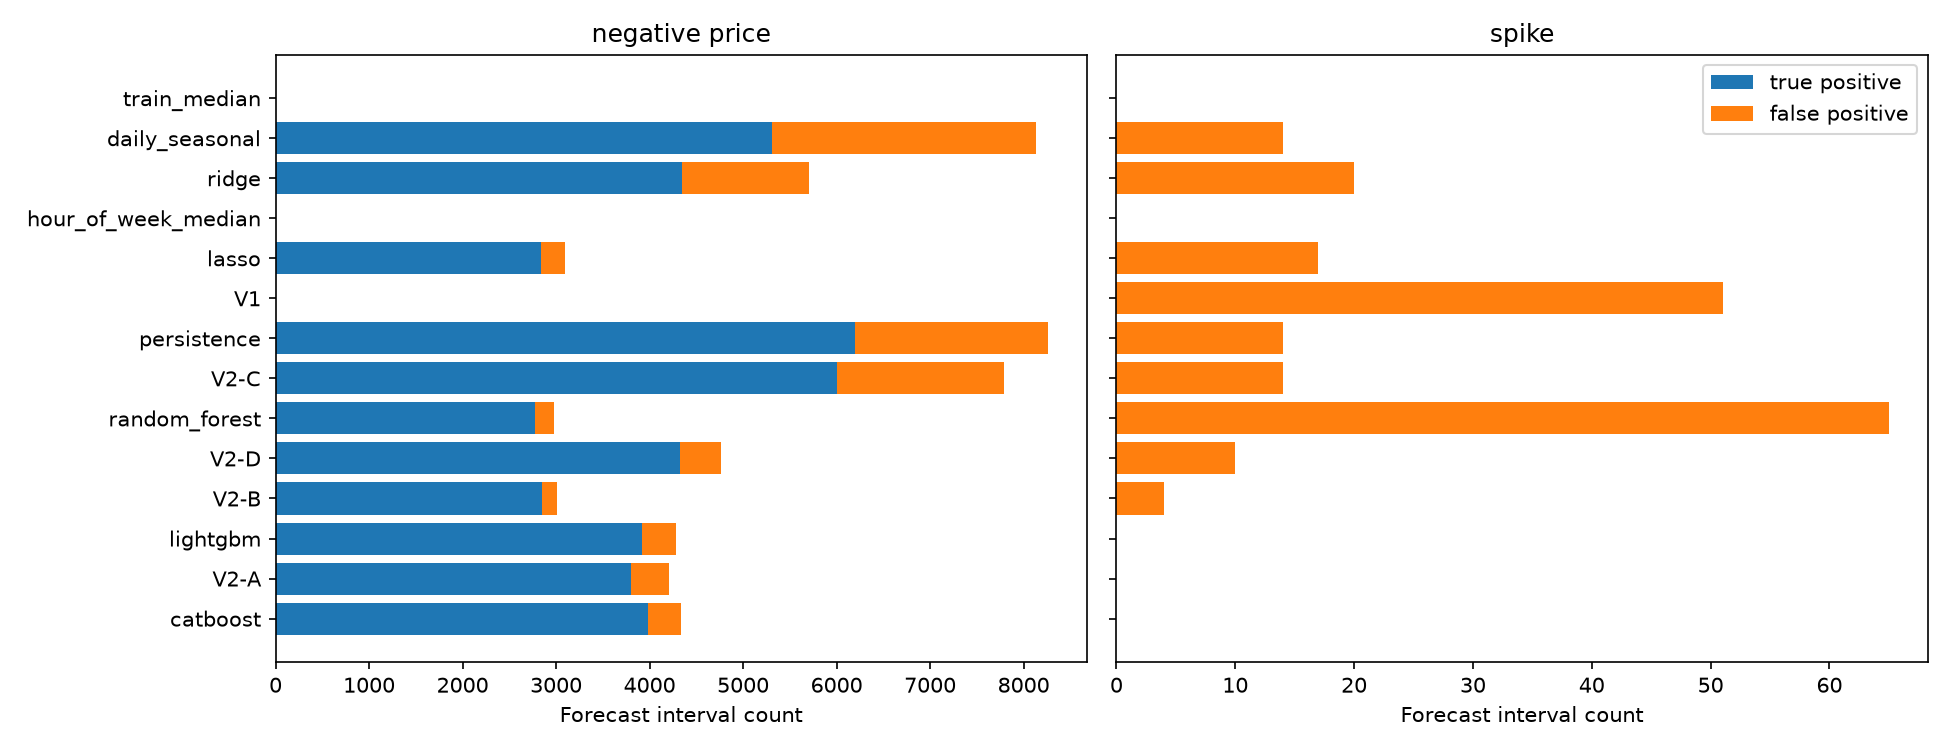 negative price
spike
train_median
daily_seasonal
ridge
hour_of_week_median
lasso
V1
persistence
V2-C
random_forest
V2-D
V2-B
lightgbm
V2-A
catboost
true positive
false positive
0 1000 2000 3000 4000 5000 6000 7000 8000
0 10 20 30 40 50 60
Forecast interval count
Forecast interval count